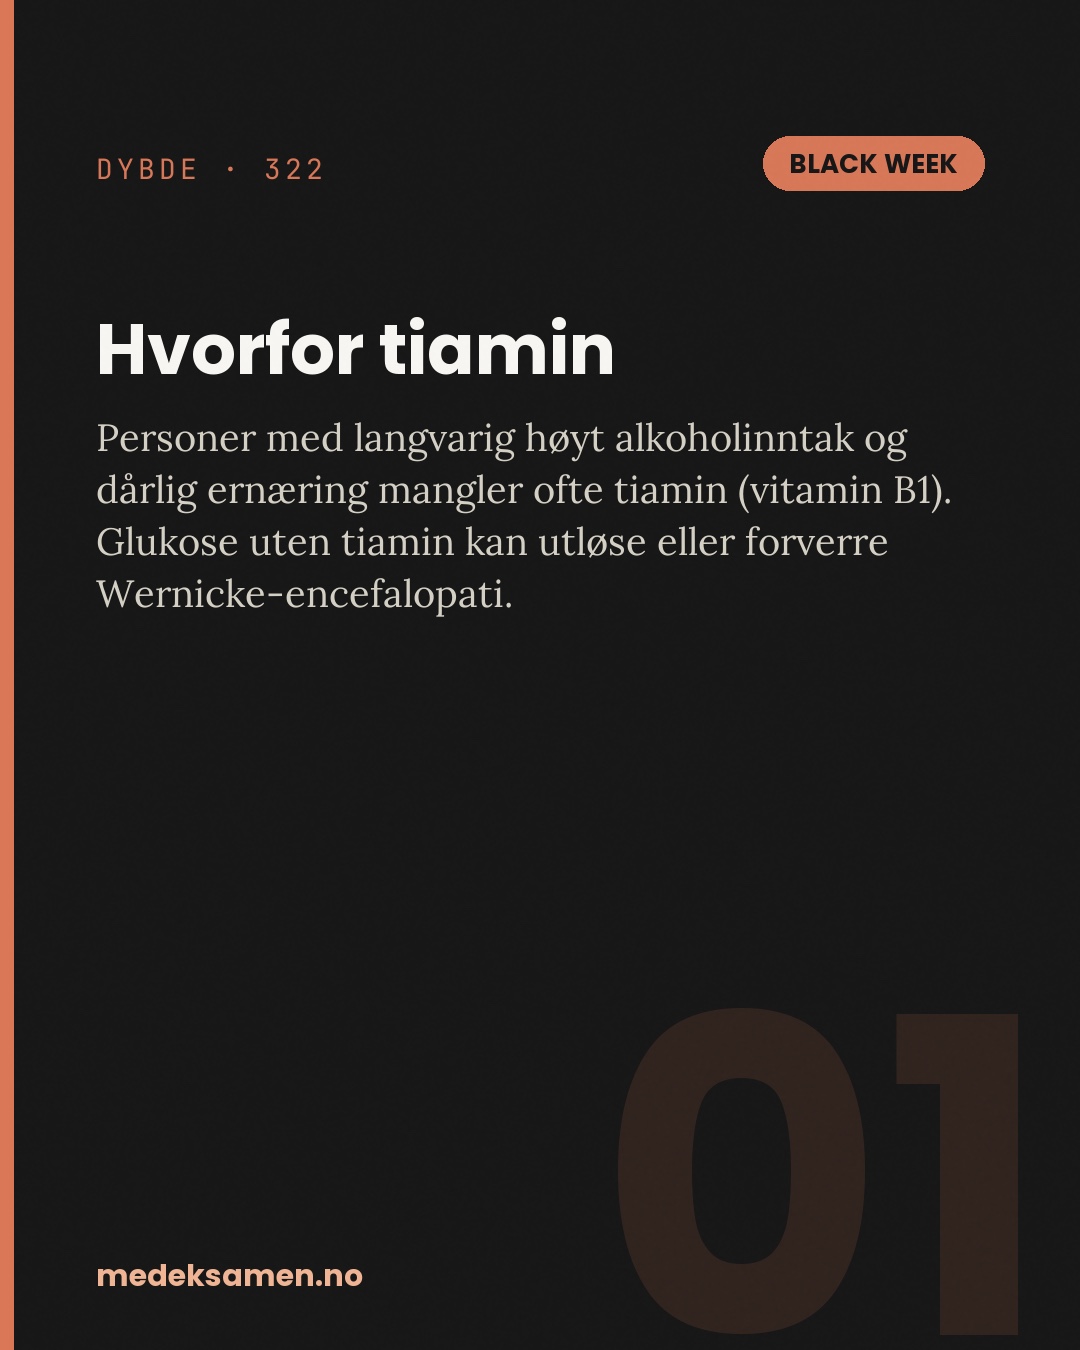 DYBDE · 322
BLACK WEEK
Hvorfor tiamin
Personer med langvarig høyt alkoholinntak og
dårlig ernæring mangler ofte tiamin (vitamin B1).
Glukose uten tiamin kan utløse eller forverre
Wernicke-encefalopati.
01
medeksamen.no